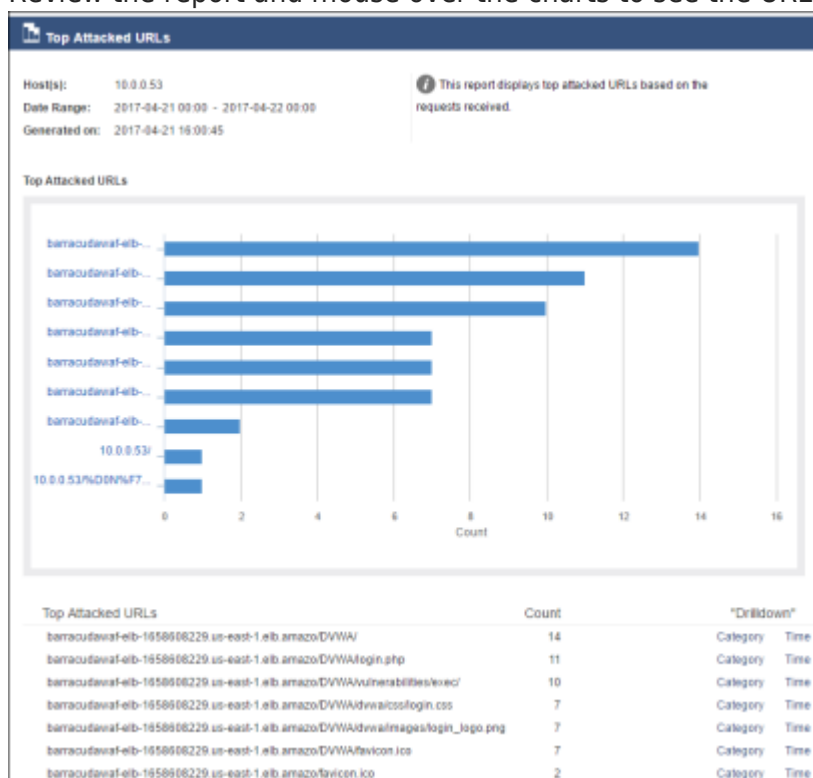 Review the report and mouse over the charts to see the URL
Top Attacked URLs
Host(s): 10.0.0.53
Date Range: 2017-04-21 00:00 - 2017-04-22 00:00
Generated on: 2017-04-21 16:00:45
This report displays top attacked URLs based on the
requests received.
Top Attacked URLs
barracudawaf-elb-...
barracudawaf-elb-...
barracudawaf-elb-...
barracudawaf-elb-...
barracudawaf-elb-...
barracudawaf-elb-...
barracudawaf-elb-...
10.0.0.53/
10.0.0.53/%D0N%F7...
0 2 4 6 8 10 12 14 16
Count
Top Attacked URLs Count "Drilldown"
barracudawaf-elb-1658608229.us-east-1.elb.amazo/DVWA/ 14 Category Time
barracudawaf-elb-1658608229.us-east-1.elb.amazo/DVWA/login.php 11 Category Time
barracudawaf-elb-1658608229.us-east-1.elb.amazo/DVWA/vulnerabilities/exec/ 10 Category Time
barracudawaf-elb-1658608229.us-east-1.elb.amazo/DVWA/dvwa/css/login.css 7 Category Time
barracudawaf-elb-1658608229.us-east-1.elb.amazo/DVWA/dvwa/images/login_logo.png 7 Category Time
barracudawaf-elb-1658608229.us-east-1.elb.amazo/DVWA/favicon.ico 7 Category Time
barracudawaf-elb-1658608229.us-east-1.elb.amazo/favicon.ico 2 Category Time